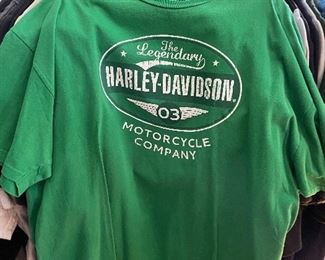 The
Legendary
HARLEY-DAVIDSON
03
MOTORCYCLE
COMPANY